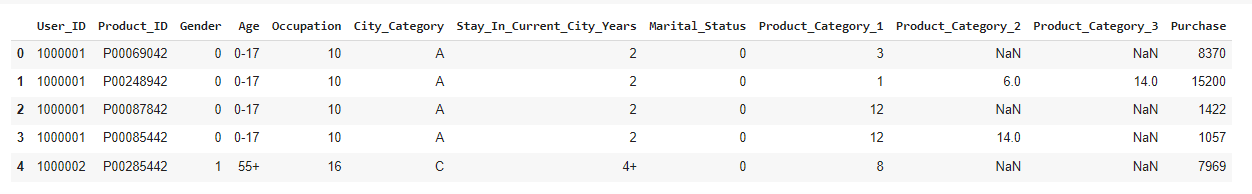 User_ID Product_ID Gender Age Occupation City_Category Stay_In_Current_City_Years Marital_Status Product_Category_1 Product_Category_2 Product_Category_3 Purchase
0 1000001 P00069042 0 0-17 10 A 2 0 3 NaN NaN 8370
1 1000001 P00248942 0 0-17 10 A 2 0 1 6.0 14.0 15200
2 1000001 P00087842 0 0-17 10 A 2 0 12 NaN NaN 1422
3 1000001 P00085442 0 0-17 10 A 2 0 12 14.0 NaN 1057
4 1000002 P00285442 1 55+ 16 C 4+ 0 8 NaN NaN 7969